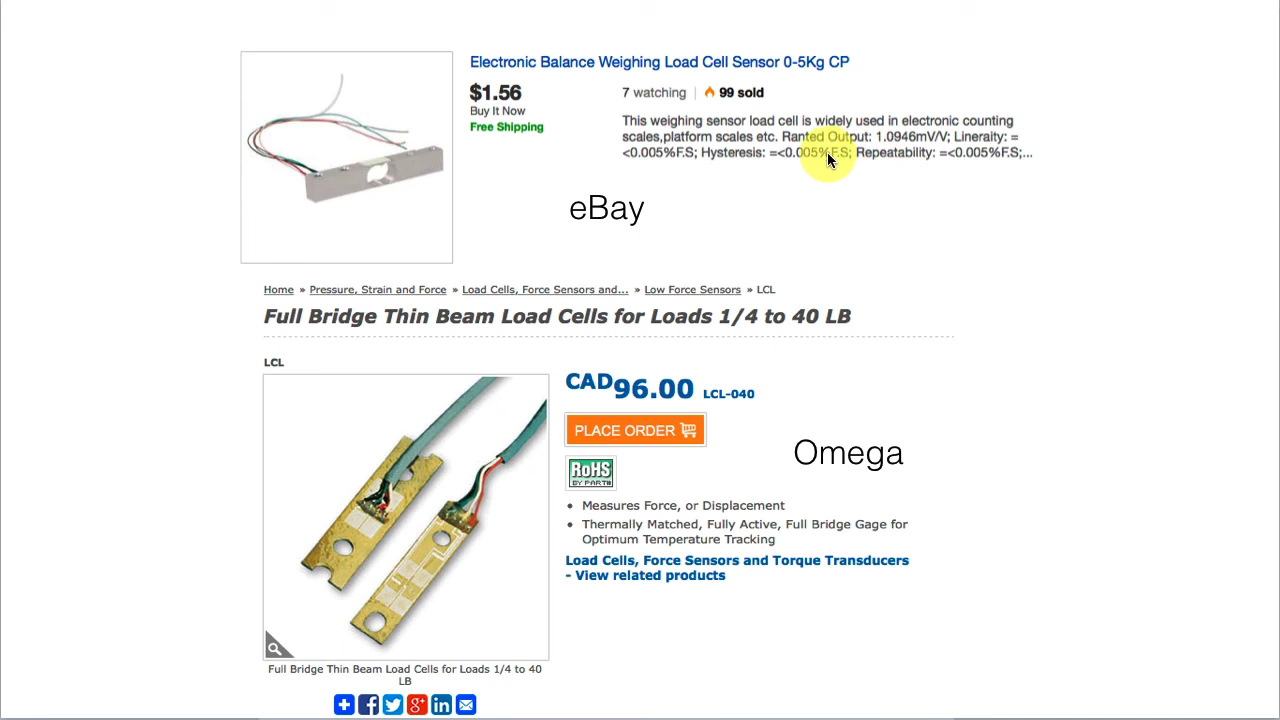 Electronic Balance Weighing Load Cell Sensor 0-5Kg CP
$1.56
Buy It Now
Free Shipping
7 watching | 99 sold
This weighing sensor load cell is widely used in electronic counting
scales,platform scales etc. Ranted Output: 1.0946mV/V; Lineraity: =
<0.005%F.S; Hysteresis: =<0.005%F.S; Repeatability: =<0.005%F.S;...
eBay
Home » Pressure, Strain and Force » Load Cells, Force Sensors and... » Low Force Sensors » LCL
Full Bridge Thin Beam Load Cells for Loads 1/4 to 40 LB
LCL
CAD96.00 LCL-040
PLACE ORDER
Omega
RoHS
BY PART#
• Measures Force, or Displacement
• Thermally Matched, Fully Active, Full Bridge Gage for
Optimum Temperature Tracking
Load Cells, Force Sensors and Torque Transducers
- View related products
Full Bridge Thin Beam Load Cells for Loads 1/4 to 40
LB